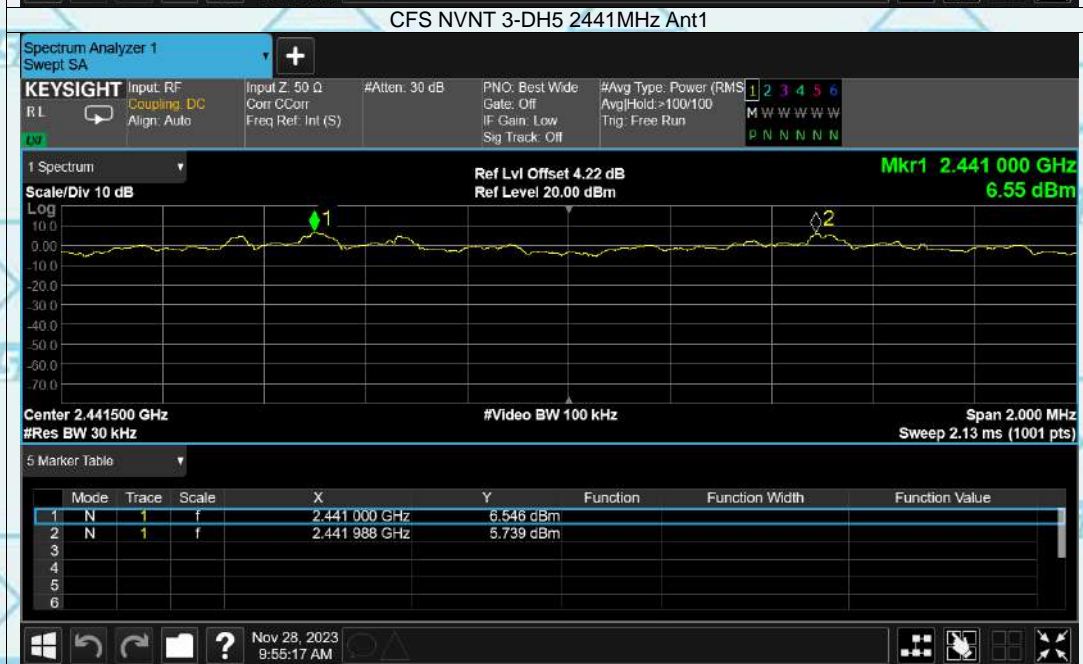 CFS NVNT 3-DH5 2441MHz Ant1
Spectrum Analyzer 1
Swept SA
+
KEYSIGHT Input: RF Input Z: 50 Ω #Atten: 30 dB PNO: Best Wide #Avg Type: Power (RMS 1 2 3 4 5 6
RL Coupling: DC Corr CCorr Gate: Off Avg|Hold:>100/100 M W W W W W
Align: Auto Freq Ref: Int (S) IF Gain: Low Trig: Free Run
Sig Track: Off P N N N N N
LXI
1 Spectrum Ref Lvl Offset 4.22 dB Mkr1 2.441 000 GHz
Scale/Div 10 dB Ref Level 20.00 dBm 6.55 dBm
Log
1 2
10.0
0.00
-10.0
-20.0
-30.0
-40.0
-50.0
-60.0
-70.0
Center 2.441500 GHz #Video BW 100 kHz Span 2.000 MHz
#Res BW 30 kHz Sweep 2.13 ms (1001 pts)
5 Marker Table
Mode Trace Scale X Y Function Function Width Function Value
1 N 1 f 2.441 000 GHz 6.546 dBm
2 N 1 f 2.441 988 GHz 5.739 dBm
3
4
5
6
? Nov 28, 2023
9:55:17 AM